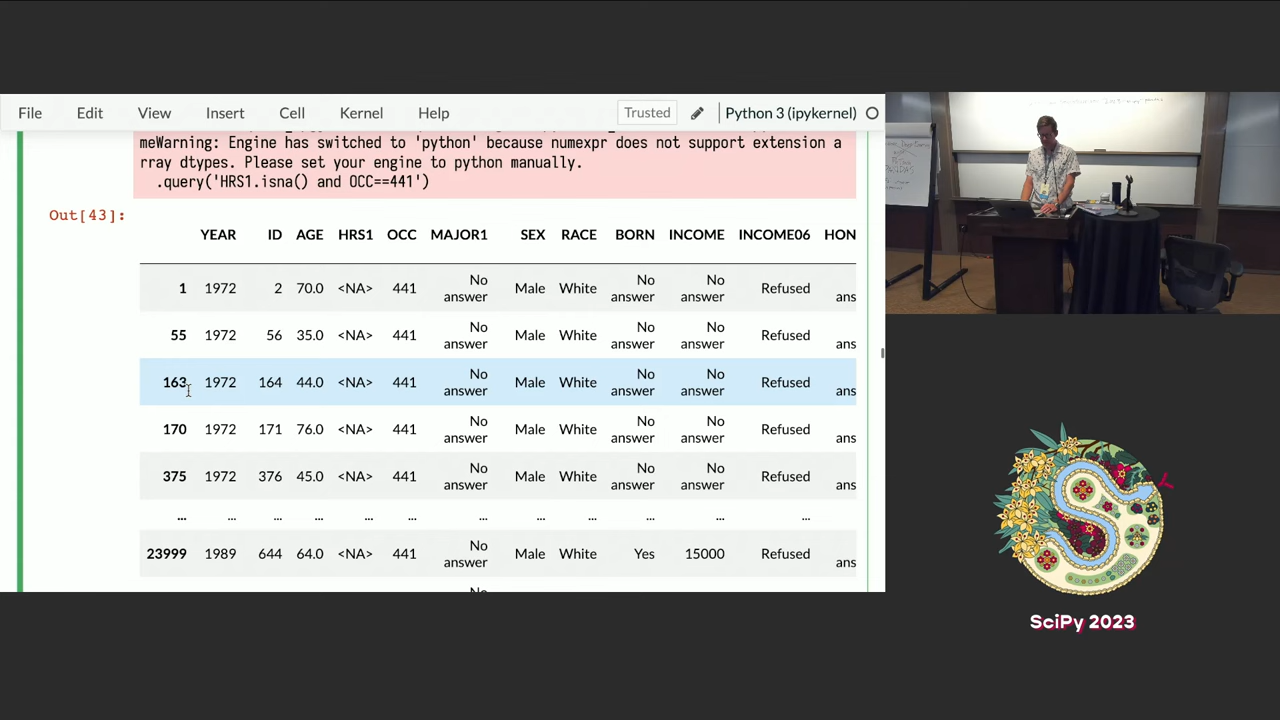 File Edit View Insert Cell Kernel Help Trusted Python 3 (ipykernel)
meWarning: Engine has switched to 'python' because numexpr does not support extension a
rray dtypes. Please set your engine to python manually.
.query('HRS1.isna() and OCC==441')
Out[43]:
YEAR ID AGE HRS1 OCC MAJOR1 SEX RACE BORN INCOME INCOME06 HON
1 1972 2 70.0 <NA> 441 No answer Male White No answer No answer Refused ans
55 1972 56 35.0 <NA> 441 No answer Male White No answer No answer Refused ans
163 1972 164 44.0 <NA> 441 No answer Male White No answer No answer Refused ans
170 1972 171 76.0 <NA> 441 No answer Male White No answer No answer Refused ans
375 1972 376 45.0 <NA> 441 No answer Male White No answer No answer Refused ans
... ... ... ... ... ... ... ... ... ... ... ...
23999 1989 644 64.0 <NA> 441 No answer Male White Yes 15000 Refused ans
No
SciPy 2023